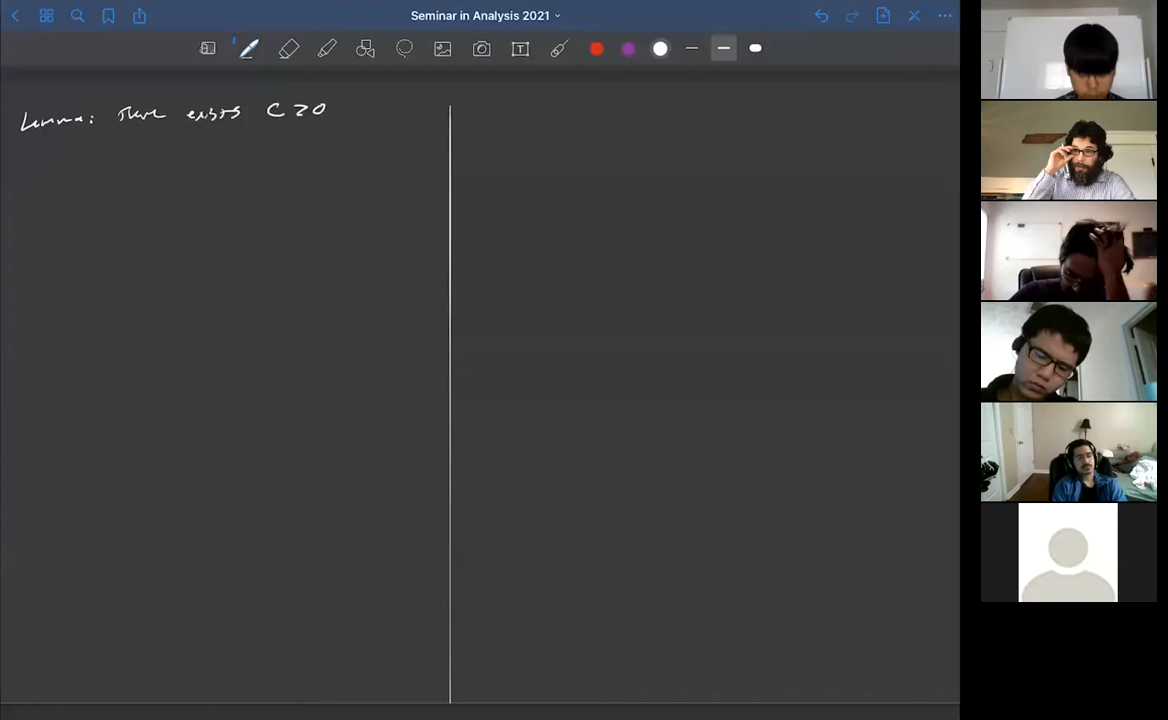 Seminar in Analysis 2021
Lemma: There exists C ≥ 0